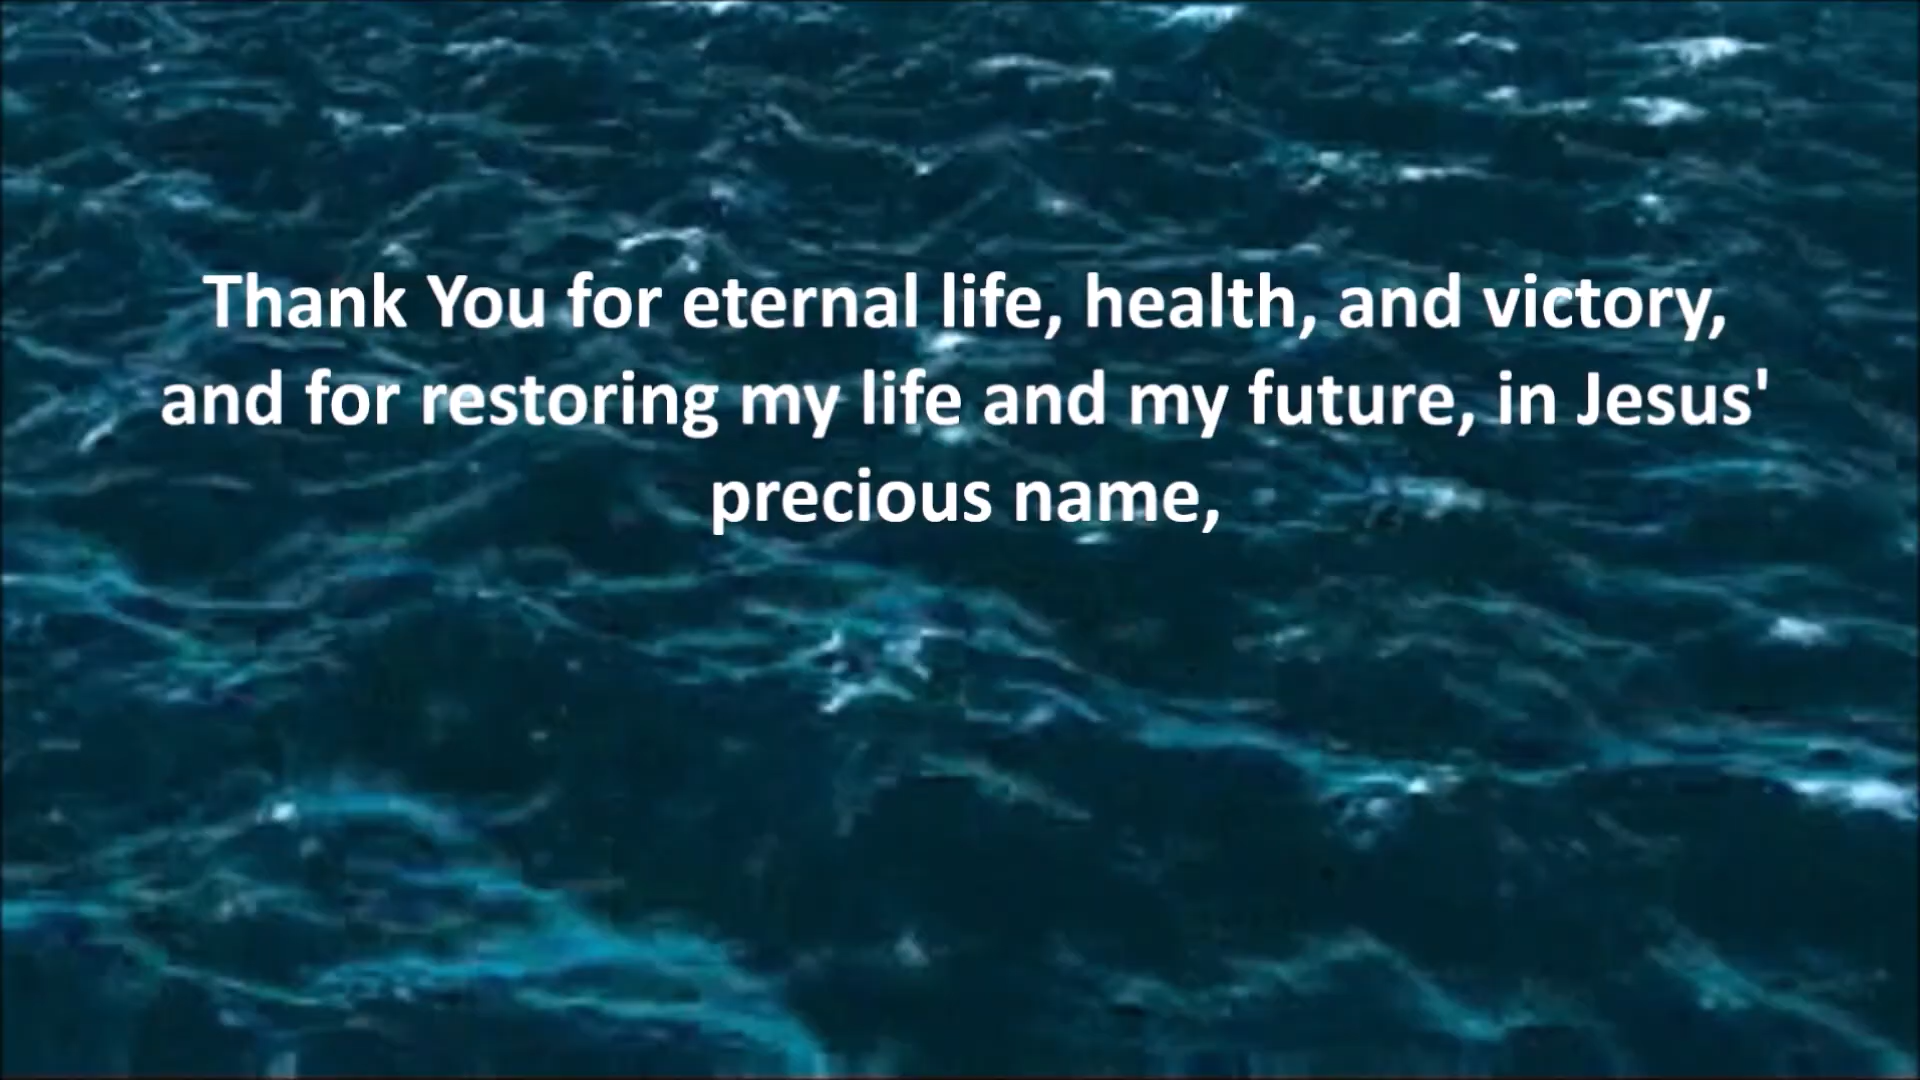 Thank You for eternal life, health, and victory,
and for restoring my life and my future, in Jesus'
precious name,